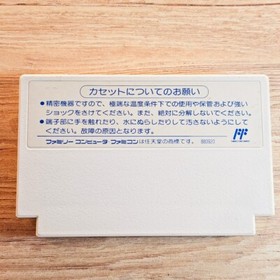 カセットについてのお願い
●精密機器ですので、極端な温度条件下での使用や保管および強い
ショックをさけてください。また、絶対に分解しないでください。
●端子部に手を触れたり、水にぬらしたりして汚さないようにして
ください。故障の原因となります。
ファミリー コンピュータ ファミコンは任天堂の商標です。